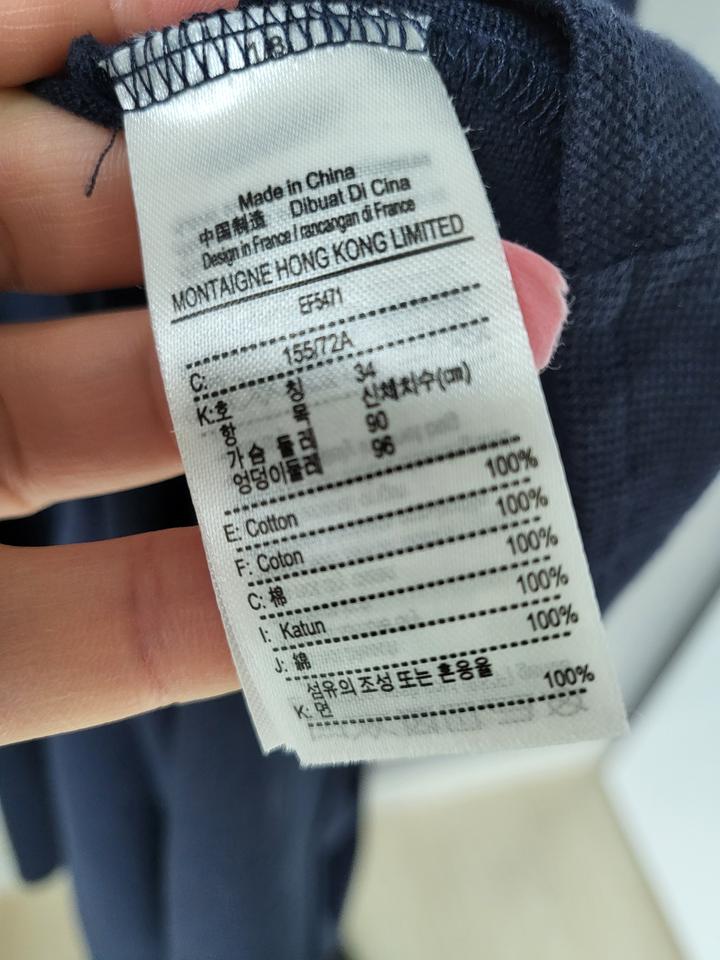 18
Made in China
中国制造 Dibuat Di Cina
Design in France / rancangan di France
MONTAIGNE HONG KONG LIMITED
EF5471
C: 155/72A
K:호 칭 34
항 목 신체치수(cm)
가슴 둘레 90
엉덩이둘레 96
E: Cotton 100%
F: Coton 100%
C: 棉 100%
I: Katun 100%
J: 綿 100%
섬유의 조성 또는 혼용율
K: 면 100%